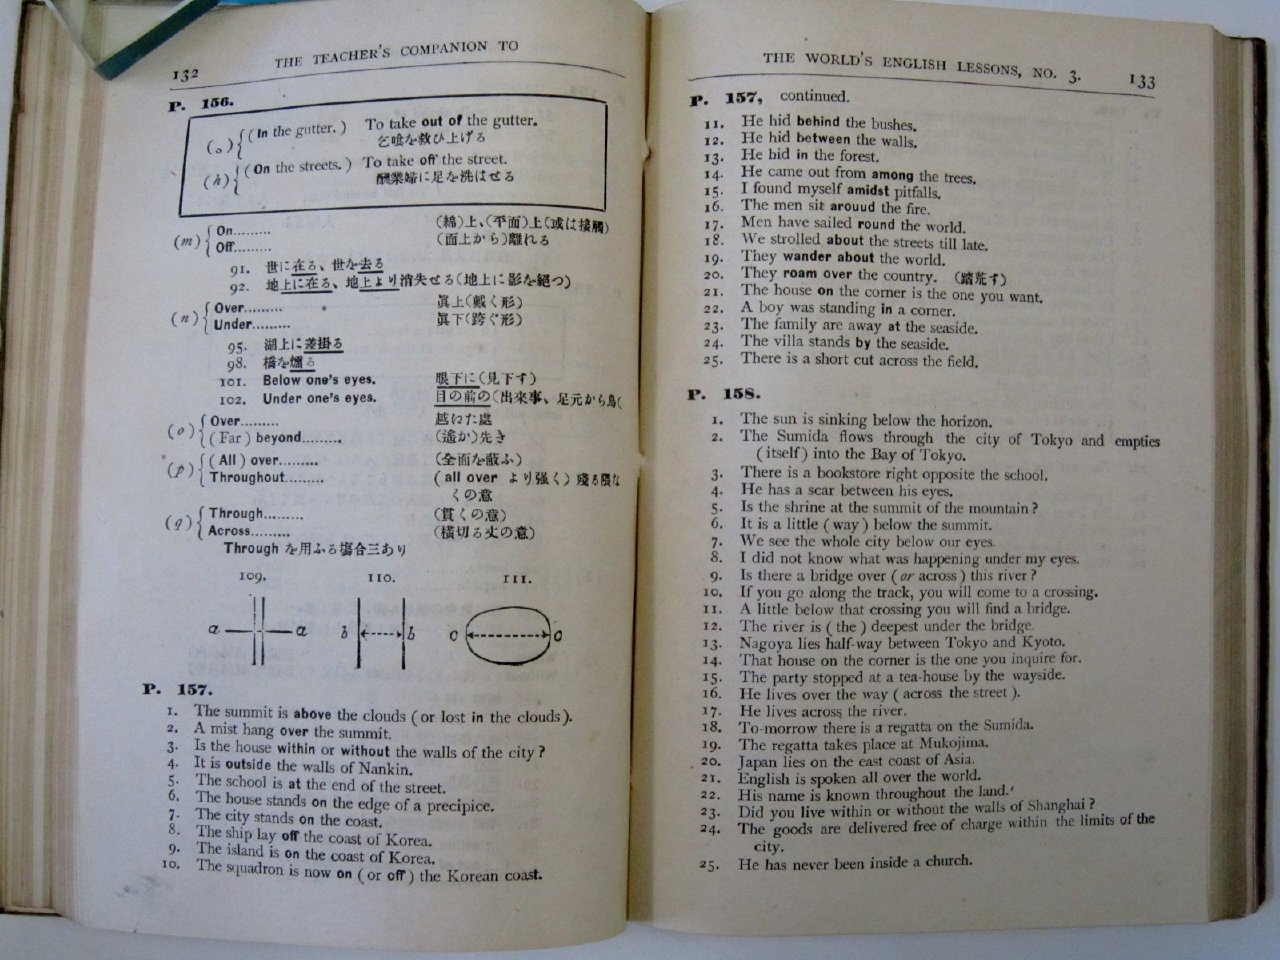 132 THE TEACHER'S COMPANION TO
P. 156.
(o) { (In the gutter.) To take out of the gutter.
乞喰を救ひ上げる
(h) { (On the streets.) To take off the street.
醜業婦に足を洗はせる
(m) { On......... (綿)上、(平面)上(或は接觸)
Off......... (面上から)離れる
91. 世に在る、世を去る
92. 地上に在る、地上より消失せる(地上に影を絕つ)
(n) { Over......... 眞上(戴く形)
Under......... 眞下(跨ぐ形)
95. 湖上に差掛る
98. 橋を
101. Below one's eyes. 眼下に(見下す)
102. Under one's eyes. 目の前の(出來事、足元から鳥(
(o) { Over......... 越ねた處
(Far) beyond......... (遙か)先き
(p) { (All) over......... (全面を蔽ふ)
Throughout......... (all over より强く)殘る隈な
くの意
(q) { Through......... (貫くの意)
Across......... (橫切る丈の意)
Through を用ふる塲合三あり
109. 110. 111.
a a b b c c
P. 157.
1. The summit is above the clouds (or lost in the clouds).
2. A mist hang over the summit.
3. Is the house within or without the walls of the city?
4. It is outside the walls of Nankin.
5. The school is at the end of the street.
6. The house stands on the edge of a precipice.
7. The city stands on the coast.
8. The ship lay off the coast of Korea.
9. The island is on the coast of Korea.
10. The squadron is now on (or off) the Korean coast.
THE WORLD'S ENGLISH LESSONS, NO. 3. 133
P. 157, continued.
11. He hid behind the bushes.
12. He hid between the walls.
13. He bid in the forest.
14. He came out from among the trees.
15. I found myself amidst pitfalls.
16. The men sit arouud the fire.
17. Men have sailed round the world.
18. We strolled about the streets till late.
19. They wander about the world.
20. They roam over the country. (踏荒す)
21. The house on the corner is the one you want.
22. A boy was standing in a corner.
23. The family are away at the seaside.
24. The villa stands by the seaside.
25. There is a short cut across the field.
P. 158.
1. The sun is sinking below the horizon.
2. The Sumida flows through the city of Tokyo and empties
(itself) into the Bay of Tokyo.
3. There is a bookstore right opposite the school.
4. He has a scar between his eyes.
5. Is the shrine at the summit of the mountain?
6. It is a little (way) below the summit.
7. We see the whole city below our eyes.
8. I did not know what was happening under my eyes.
9. Is there a bridge over (or across) this river?
10. If you go along the track, you will come to a crossing.
11. A little below that crossing you will find a bridge.
12. The river is (the) deepest under the bridge.
13. Nagoya lies half-way between Tokyo and Kyoto.
14. That house on the corner is the one you inquire for.
15. The party stopped at a tea-house by the wayside.
16. He lives over the way (across the street).
17. He lives across the river.
18. To-morrow there is a regatta on the Sumida.
19. The regatta takes place at Mukojima.
20. Japan lies on the east coast of Asia.
21. English is spoken all over the world.
22. His name is known throughout the land.'
23. Did you live within or without the walls of Shanghai?
24. The goods are delivered free of charge within the limits of the
city.
25. He has never been inside a church.